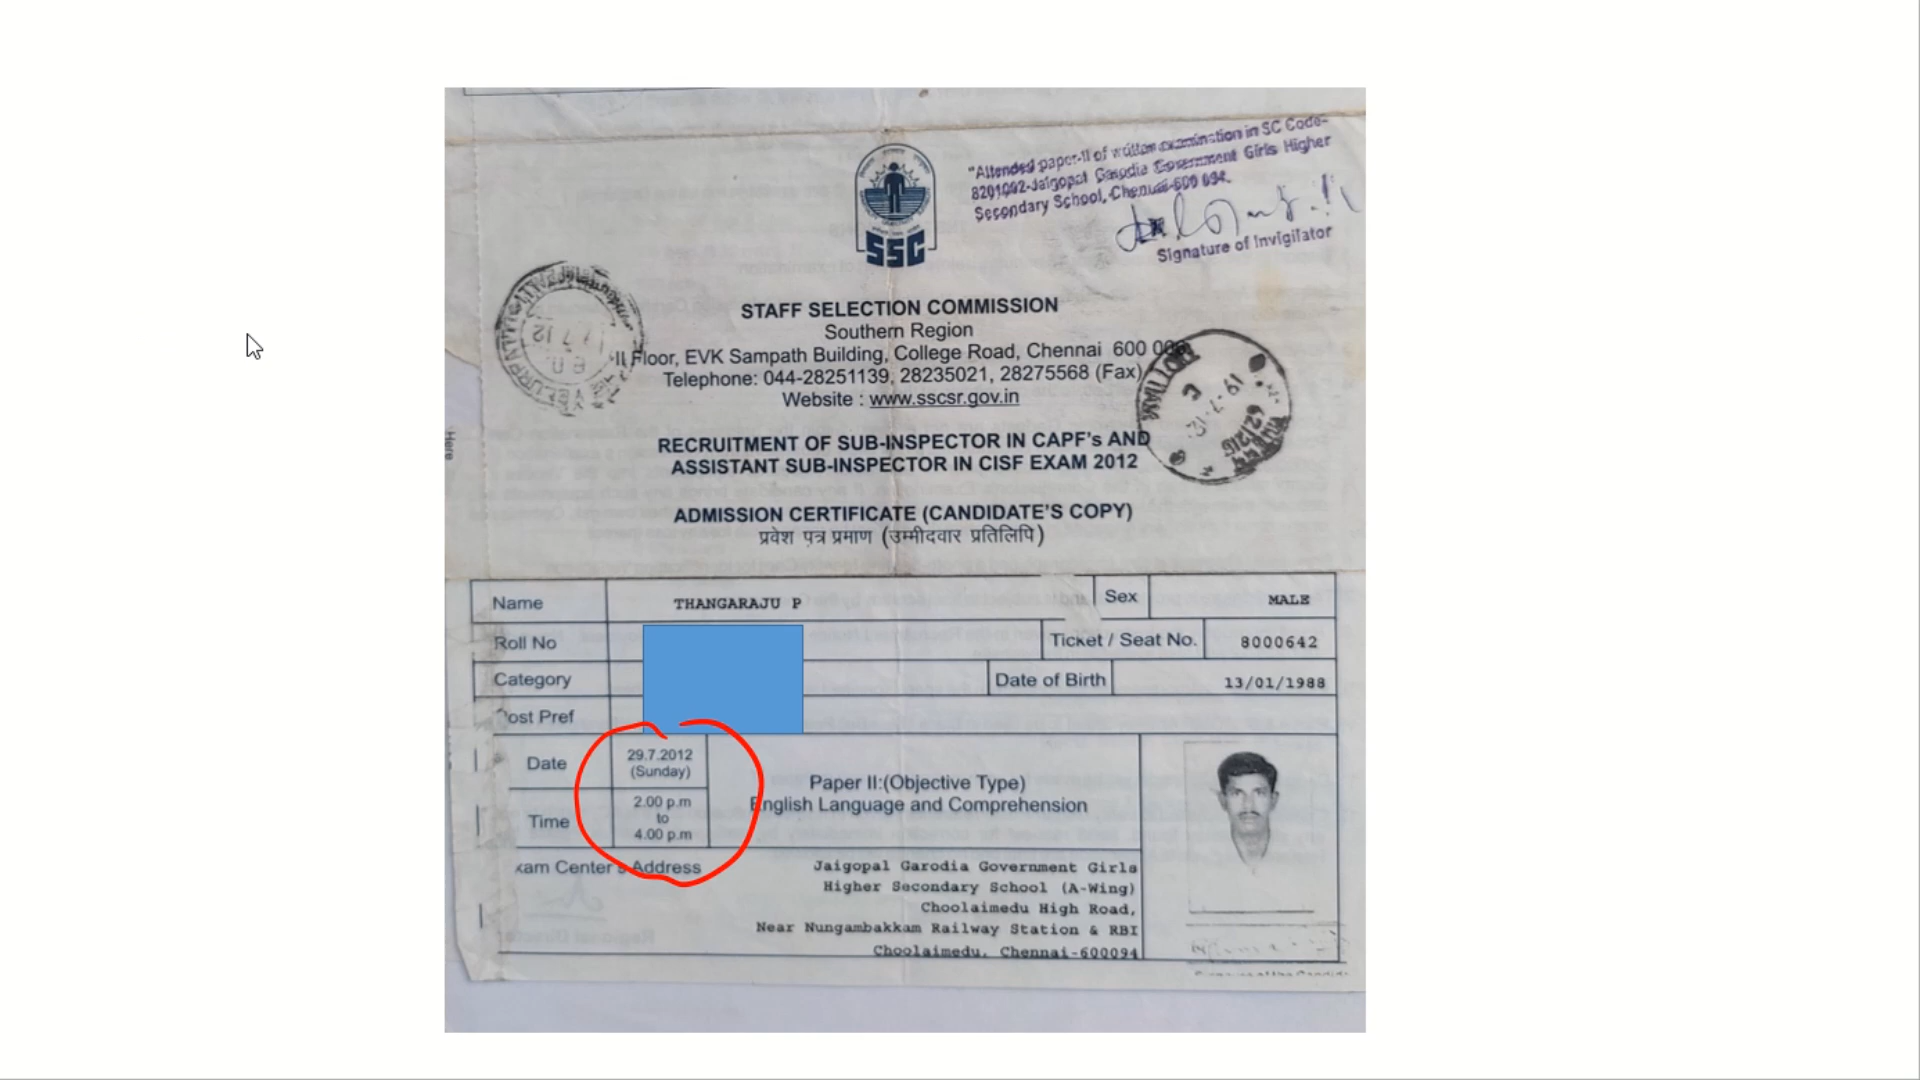 "Attended paper-II of written examination in SC Code-
8201002-Jaigopal Garodia Government Girls Higher
Secondary School, Chennai-600 094.
Signature of Invigilator
SSC
STAFF SELECTION COMMISSION
Southern Region
II Floor, EVK Sampath Building, College Road, Chennai 600 006
Telephone: 044-28251139, 28235021, 28275568 (Fax)
Website : www.sscsr.gov.in
RECRUITMENT OF SUB-INSPECTOR IN CAPF's AND
ASSISTANT SUB-INSPECTOR IN CISF EXAM 2012
ADMISSION CERTIFICATE (CANDIDATE'S COPY)
प्रवेश पत्र प्रमाण (उम्मीदवार प्रतिलिपि)
Name THANGARAJU P Sex MALE
Roll No Ticket / Seat No. 8000642
Category Date of Birth 13/01/1988
Post Pref
Date 29.7.2012
(Sunday)
Time 2.00 p.m
to
4.00 p.m
Paper II:(Objective Type)
English Language and Comprehension
xam Center's Address Jaigopal Garodia Government Girls
Higher Secondary School (A-Wing)
Choolaimedu High Road,
Near Nungambakkam Railway Station & RBI
Choolaimedu, Chennai-600094